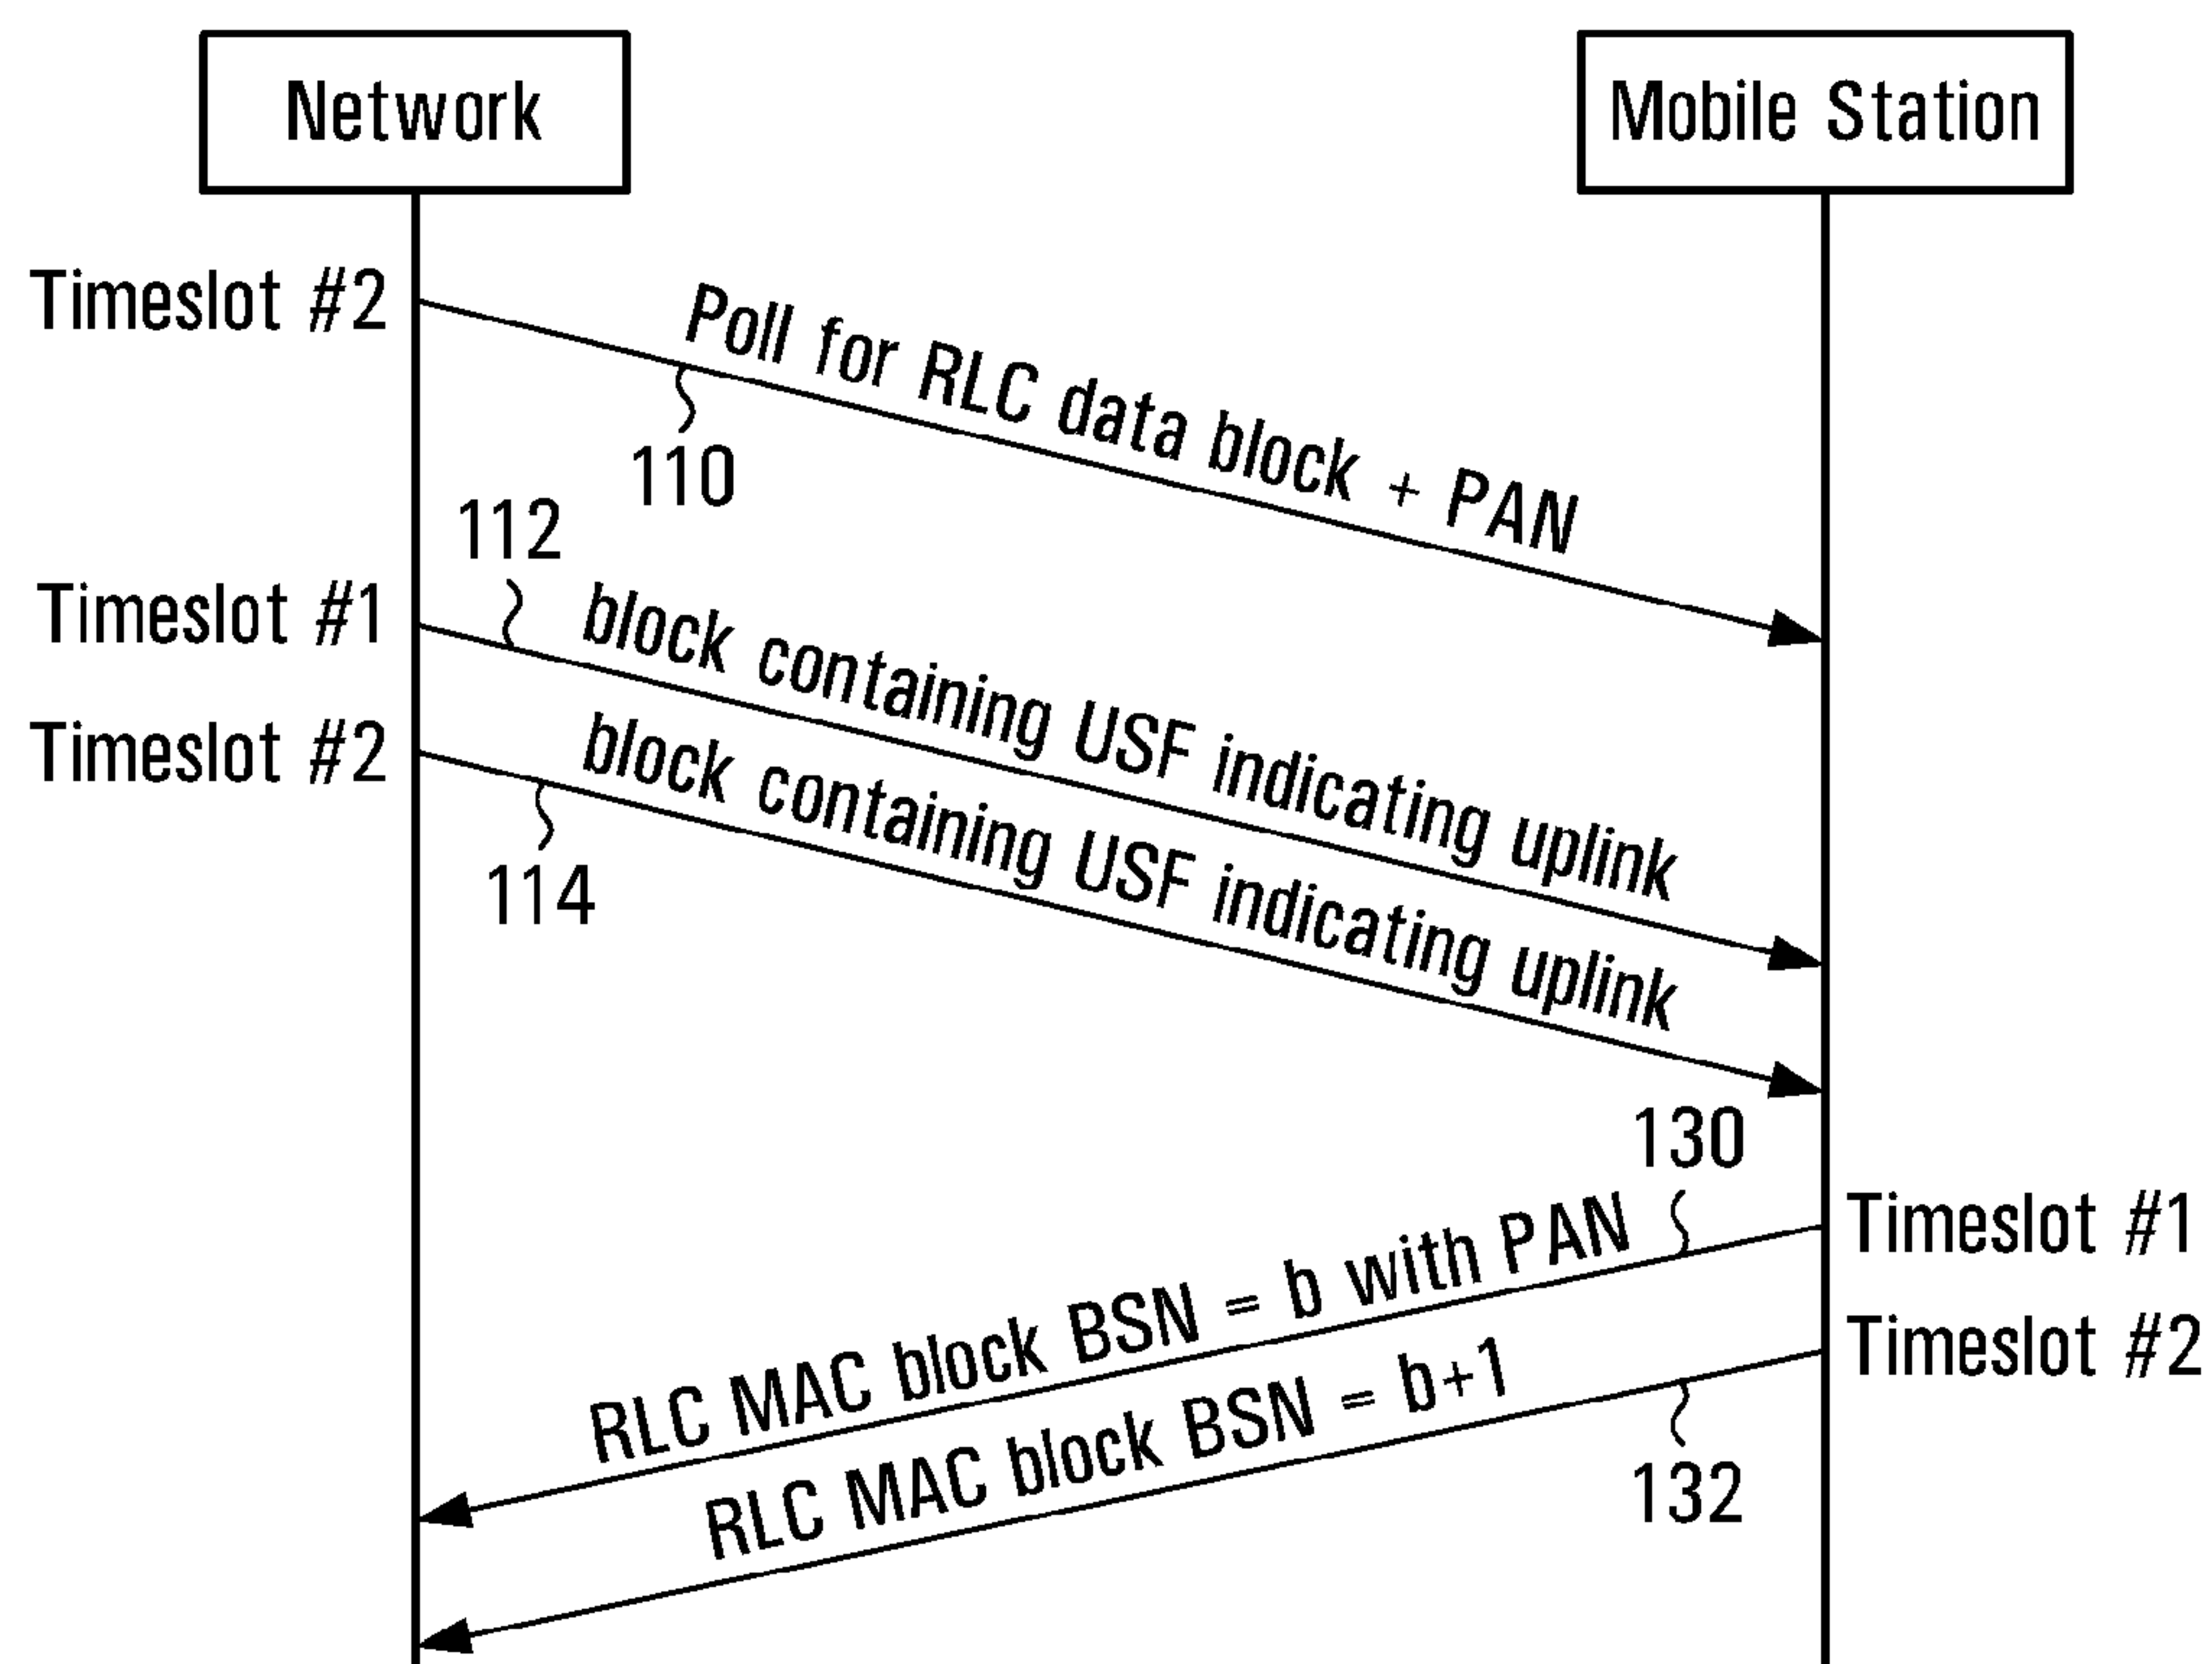 Network
Mobile Station
Timeslot #2
Poll for RLC data block + PAN
110
112
Timeslot #1
block containing USF indicating uplink
Timeslot #2
block containing USF indicating uplink
114
130
Timeslot #1
RLC MAC block BSN = b with PAN
Timeslot #2
RLC MAC block BSN = b+1
132